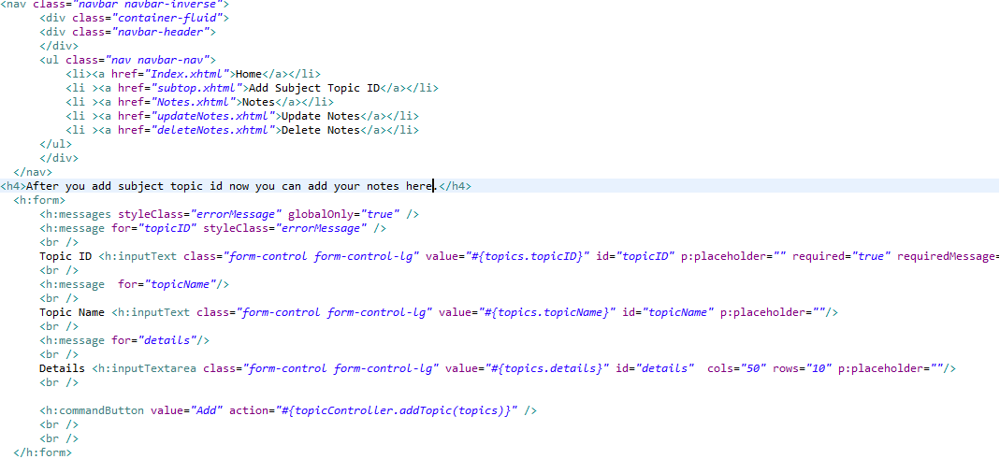 <nav class="navbar navbar-inverse">
<div class="container-fluid">
<div class="navbar-header">
</div>
<ul class="nav navbar-nav">
<li><a href="Index.xhtml">Home</a></li>
<li ><a href="subtop.xhtml">Add Subject Topic ID</a></li>
<li ><a href="Notes.xhtml">Notes</a></li>
<li ><a href="updateNotes.xhtml">Update Notes</a></li>
<li ><a href="deleteNotes.xhtml">Delete Notes</a></li>
</ul>
</div>
</nav>
<h4>After you add subject topic id now you can add your notes here.</h4>
<h:form>
<h:messages styleClass="errorMessage" globalOnly="true" />
<h:message for="topicID" styleClass="errorMessage" />
<br />
Topic ID <h:inputText class="form-control form-control-lg" value="#{topics.topicID}" id="topicID" p:placeholder="" required="true" requiredMessage=
<br />
<h:message  for="topicName"/>
<br />
Topic Name <h:inputText class="form-control form-control-lg" value="#{topics.topicName}" id="topicName" p:placeholder=""/>
<br />
<h:message for="details"/>
<br />
Details <h:inputTextarea class="form-control form-control-lg" value="#{topics.details}" id="details"  cols="50" rows="10" p:placeholder=""/>
<br />
<h:commandButton value="Add" action="#{topicController.addTopic(topics)}" />
<br />
<br />
</h:form>